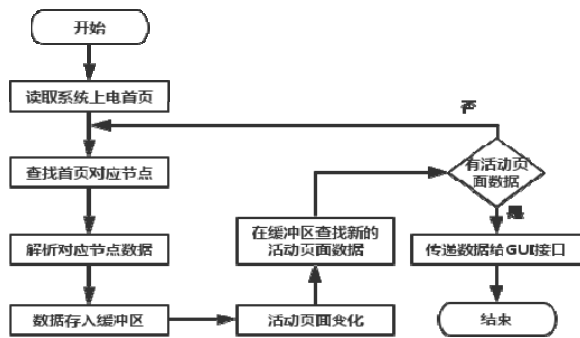 开始
读取系统上电首页
查找首页对应节点
解析对应节点数据
数据存入缓冲区
活动页面变化
在缓冲区查找新的
活动页面数据
有活动页
面数据
否
是
传递数据给GUI接口
结束